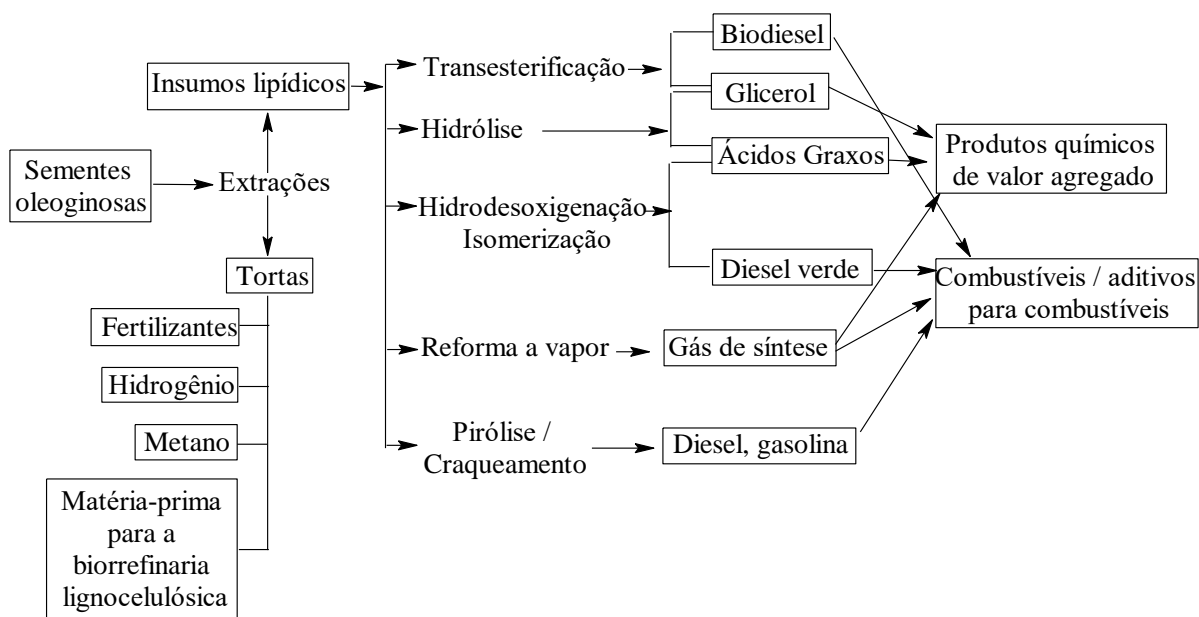 Sementes
oleoginosas
Extrações
Insumos lipídicos
Tortas
Fertilizantes
Hidrogênio
Metano
Matéria-prima
para a
biorrefinaria
lignocelulósica
Transesterificação
Hidrólise
Hidrodesoxigenação
Isomerização
Reforma a vapor
Pirólise /
Craqueamento
Biodiesel
Glicerol
Ácidos Graxos
Diesel verde
Gás de síntese
Diesel, gasolina
Produtos químicos
de valor agregado
Combustíveis / aditivos
para combustíveis